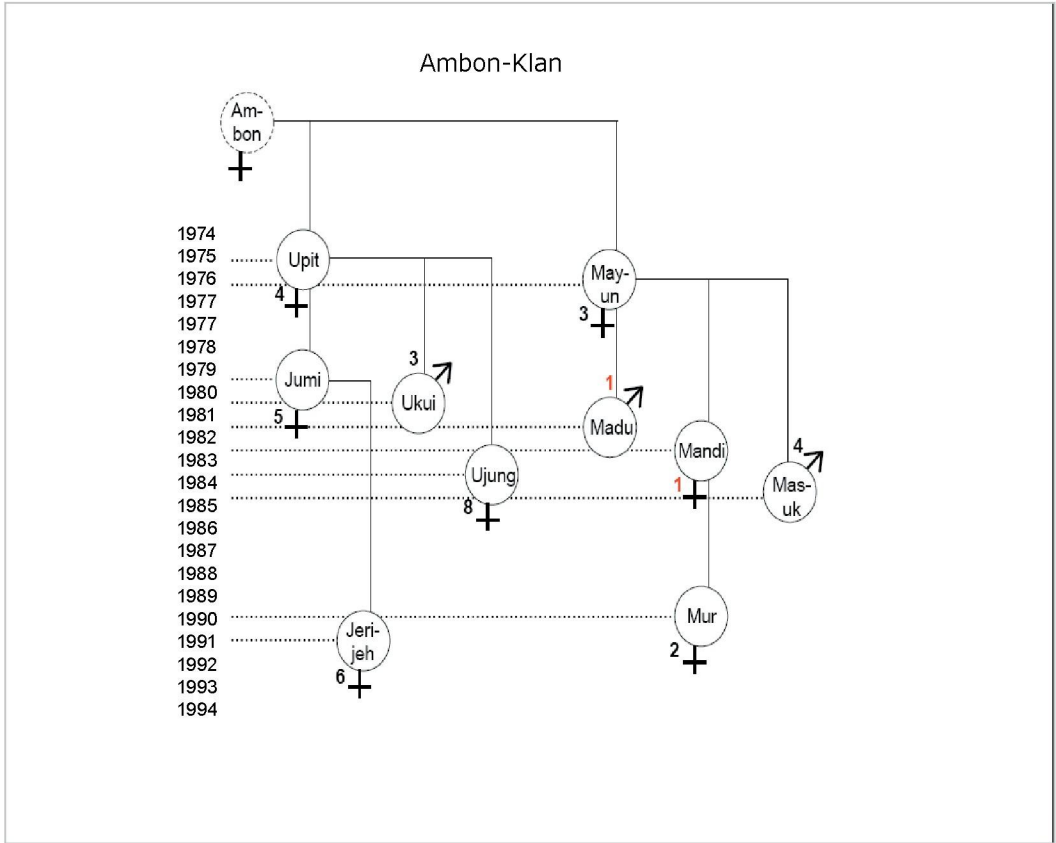 Ambon-Klan
Am-
bon
1974
1975
1976
1977
1977
1978
1979
1980
1981
1982
1983
1984
1985
1986
1987
1988
1989
1990
1991
1992
1993
1994
Upit
4
May-
un
3
Jumi
5
3
Ukui
1
Madu
Mandi
1
Ujung
8
4
Mas-
uk
Jeri-
jeh
6
Mur
2